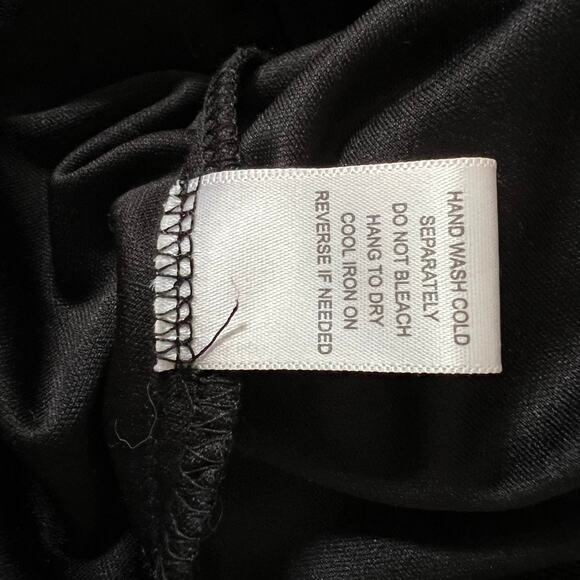 HAND WASH COLD
SEPARATELY
DO NOT BLEACH
HANG TO DRY
COOL IRON ON
REVERSE IF NEEDED